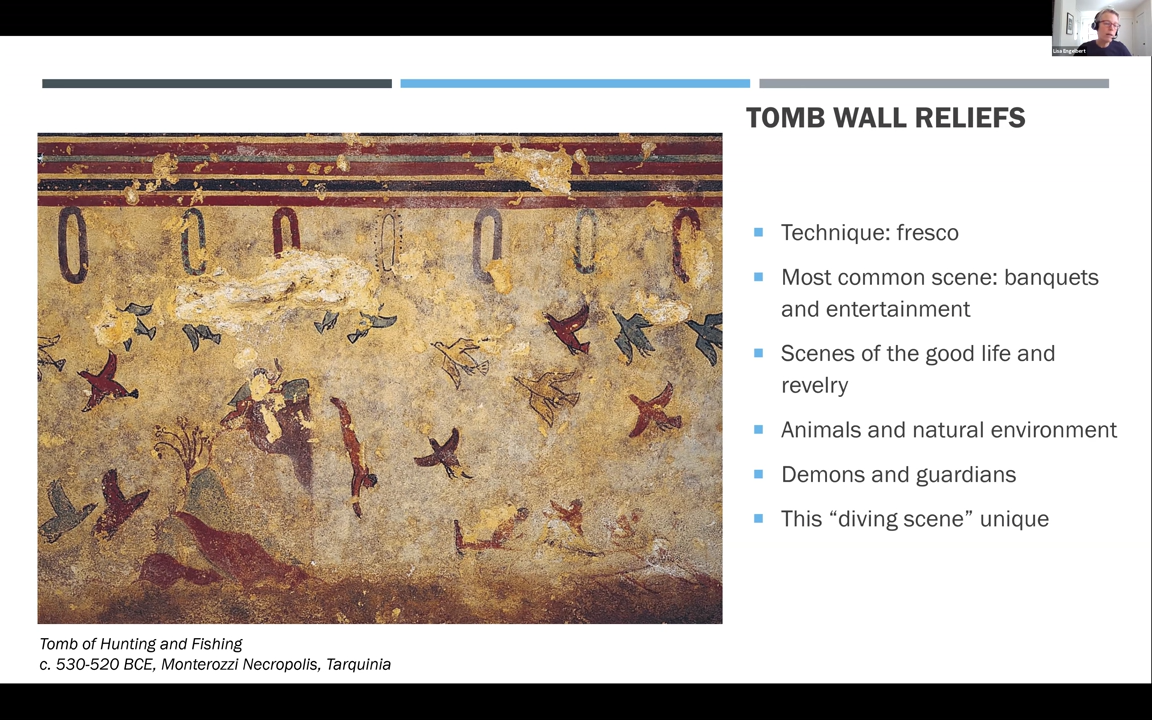 Lisa Engelbert
TOMB WALL RELIEFS
Technique: fresco
Most common scene: banquets
and entertainment
Scenes of the good life and
revelry
Animals and natural environment
Demons and guardians
This “diving scene” unique
Tomb of Hunting and Fishing
c. 530-520 BCE, Monterozzi Necropolis, Tarquinia